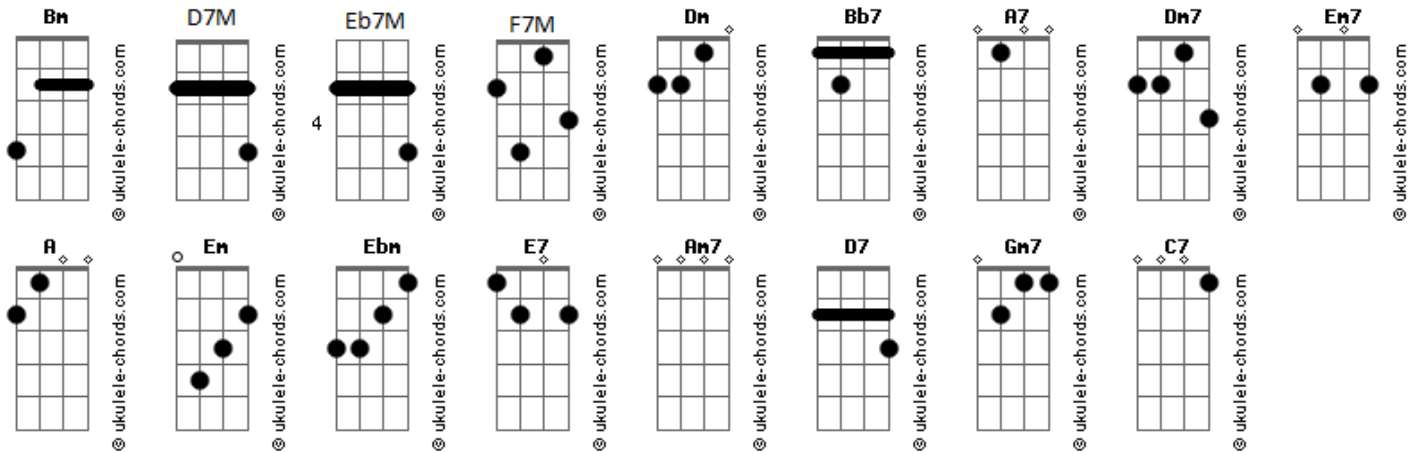 Bm D7M Eb7M F7M Dm Bb7 A7 Dm7 Em7
© ukulele-chords.com © ukulele-chords.com © ukulele-chords.com © ukulele-chords.com © ukulele-chords.com © ukulele-chords.com © ukulele-chords.com © ukulele-chords.com © ukulele-chords.com
4
A Em Ebm E7 Am7 D7 Gm7 C7
© ukulele-chords.com © ukulele-chords.com © ukulele-chords.com © ukulele-chords.com © ukulele-chords.com © ukulele-chords.com © ukulele-chords.com © ukulele-chords.com